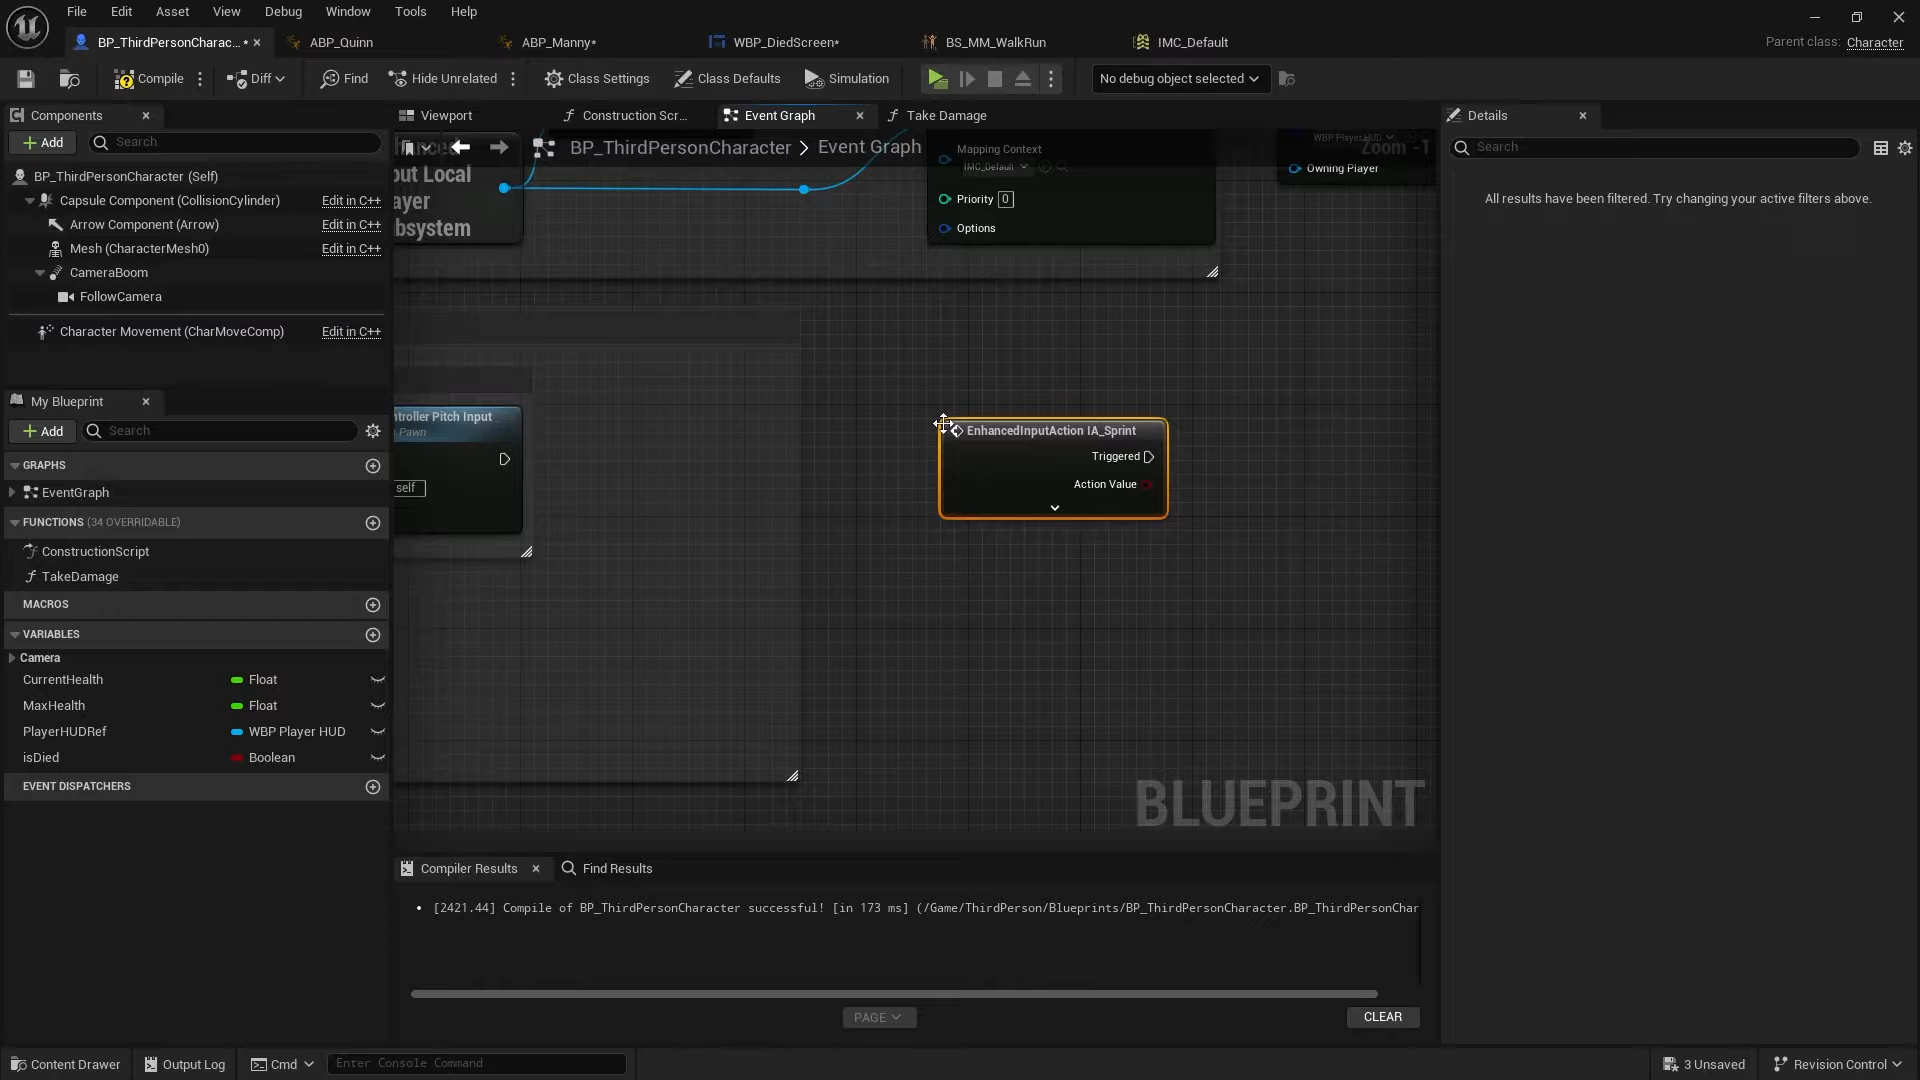 File Edit Asset View Debug Window Tools Help
BP_ThirdPersonCharac... • ABP_Quinn ABP_Manny* WBP_DiedScreen* BS_MM_WalkRun IMC_Default Parent class: Character
Compile Diff Find Hide Unrelated Class Settings Class Defaults Simulation No debug object selected
Components Viewport Construction Scr... Event Graph Take Damage Details
Add Search BP_ThirdPersonCharacter > Event Graph Zoom -1 Search
BP_ThirdPersonCharacter (Self)
Capsule Component (CollisionCylinder) Edit in C++
Arrow Component (Arrow) Edit in C++
Mesh (CharacterMesh0) Edit in C++
CameraBoom
FollowCamera
Character Movement (CharMoveComp) Edit in C++
put Local
ayer
bsystem
Mapping Context
IMC_Default
Priority 0
Options
WBP Player HUD
Owning Player
All results have been filtered. Try changing your active filters above.
ntroller Pitch Input
Pawn
self
EnhancedInputAction IA_Sprint
Triggered
Action Value
BLUEPRINT
My Blueprint
Add Search
GRAPHS
EventGraph
FUNCTIONS (34 OVERRIDABLE)
ConstructionScript
TakeDamage
MACROS
VARIABLES
Camera
CurrentHealth Float
MaxHealth Float
PlayerHUDRef WBP Player HUD
isDied Boolean
EVENT DISPATCHERS
Compiler Results Find Results
• [2421.44] Compile of BP_ThirdPersonCharacter successful! [in 173 ms] (/Game/ThirdPerson/Blueprints/BP_ThirdPersonCharacter.BP_ThirdPersonChar
PAGE CLEAR
Content Drawer Output Log Cmd Enter Console Command 3 Unsaved Revision Control